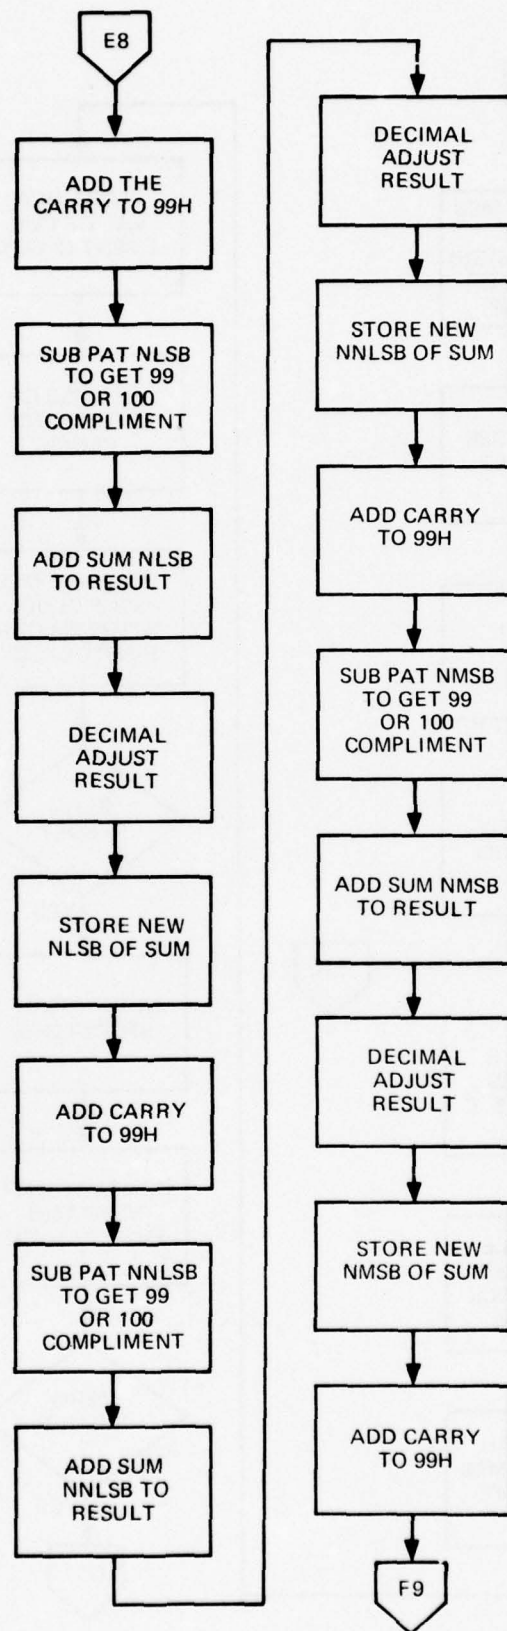 E8
ADD THE
CARRY TO 99H
SUB PAT NLSB
TO GET 99
OR 100
COMPLIMENT
ADD SUM NLSB
TO RESULT
DECIMAL
ADJUST
RESULT
STORE NEW
NLSB OF SUM
ADD CARRY
TO 99H
SUB PAT NNLSB
TO GET 99
OR 100
COMPLIMENT
ADD SUM
NNLSB TO
RESULT
DECIMAL
ADJUST
RESULT
STORE NEW
NNLSB OF SUM
ADD CARRY
TO 99H
SUB PAT NMSB
TO GET 99
OR 100
COMPLIMENT
ADD SUM NMSB
TO RESULT
DECIMAL
ADJUST
RESULT
STORE NEW
NMSB OF SUM
ADD CARRY
TO 99H
F9